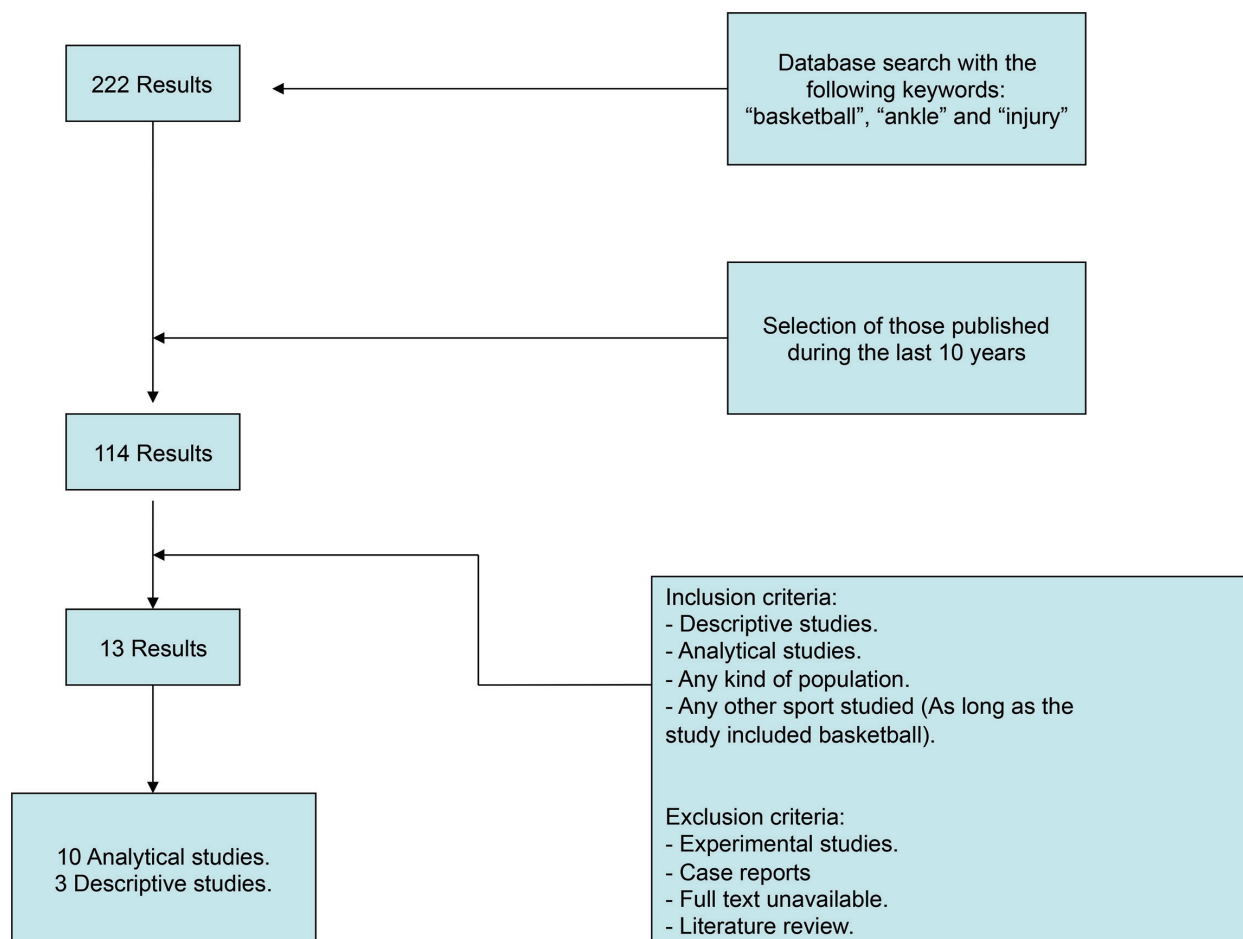 222 Results
Database search with the
following keywords:
“basketball”, “ankle” and “injury”
Selection of those published
during the last 10 years
114 Results
13 Results
Inclusion criteria:
- Descriptive studies.
- Analytical studies.
- Any kind of population.
- Any other sport studied (As long as the
study included basketball).
Exclusion criteria:
- Experimental studies.
- Case reports
- Full text unavailable.
- Literature review.
10 Analytical studies.
3 Descriptive studies.